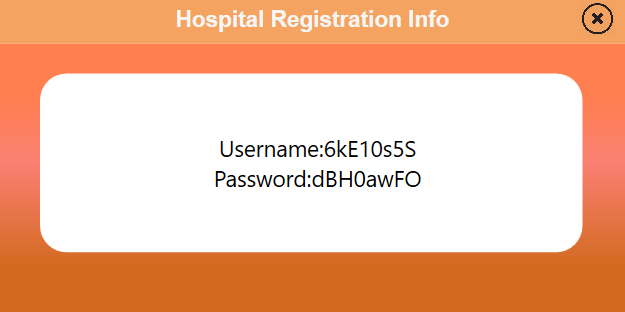 Hospital Registration Info
Username:6kE10s5S
Password:dBH0awFO